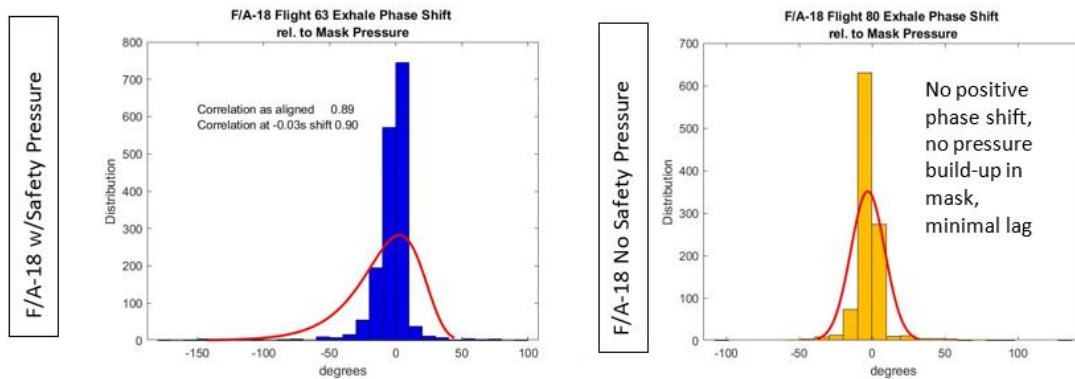 F/A-18 w/Safety Pressure
F/A-18 Flight 63 Exhale Phase Shift
rel. to Mask Pressure
800
700
600
500
400
300
200
100
0
Distribution
Correlation as aligned 0.89
Correlation at -0.03s shift 0.90
-150
-100
-50
0
50
100
degrees
F/A-18 No Safety Pressure
F/A-18 Flight 80 Exhale Phase Shift
rel. to Mask Pressure
700
600
500
400
300
200
100
0
Distribution
No positive
phase shift,
no pressure
build-up in
mask,
minimal lag
-100
0
100
degrees